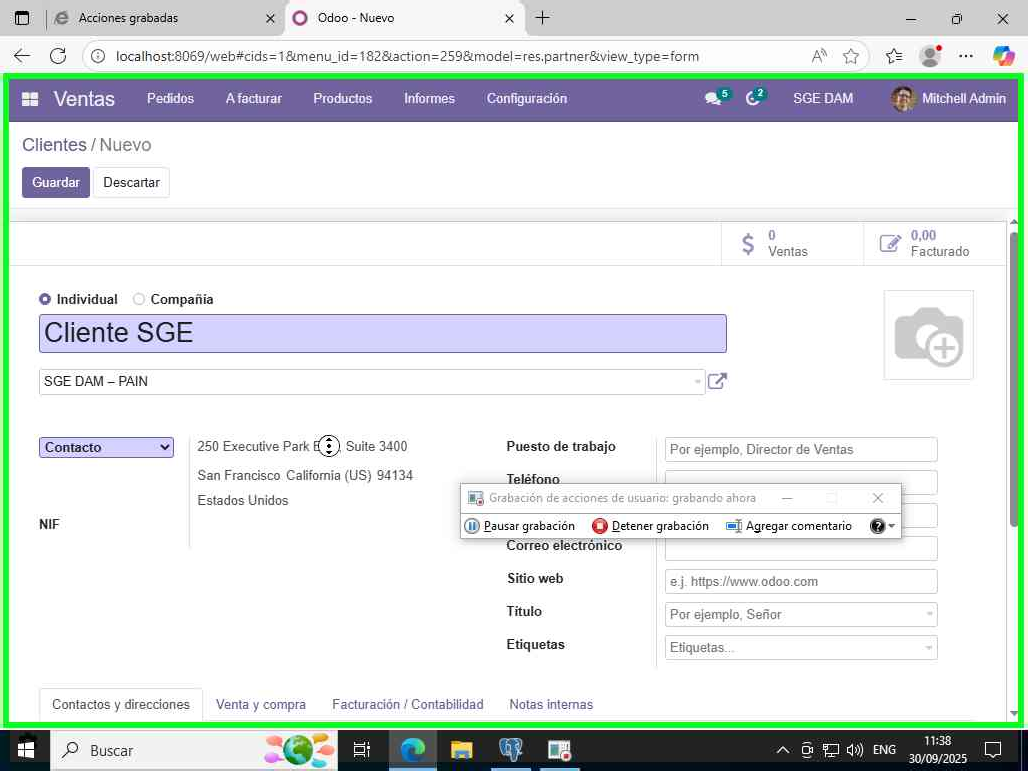 Acciones grabadas
Odoo - Nuevo
localhost:8069/web#cids=1&menu_id=182&action=259&model=res.partner&view_type=form
Ventas Pedidos A facturar Productos Informes Configuración 5 2 SGE DAM Mitchell Admin
Clientes / Nuevo
Guardar Descartar
0
Ventas
0,00
Facturado
Individual Compañía
Cliente SGE
SGE DAM – PAIN
Contacto
250 Executive Park Suite 3400
San Francisco California (US) 94134
Estados Unidos
NIF
Puesto de trabajo Por ejemplo, Director de Ventas
Teléfono
Grabación de acciones de usuario: grabando ahora
Pausar grabación Detener grabación Agregar comentario
Correo electrónico
Sitio web e.j. https://www.odoo.com
Título Por ejemplo, Señor
Etiquetas Etiquetas...
Contactos y direcciones Venta y compra Facturación / Contabilidad Notas internas
Buscar
ENG
11:38
30/09/2025